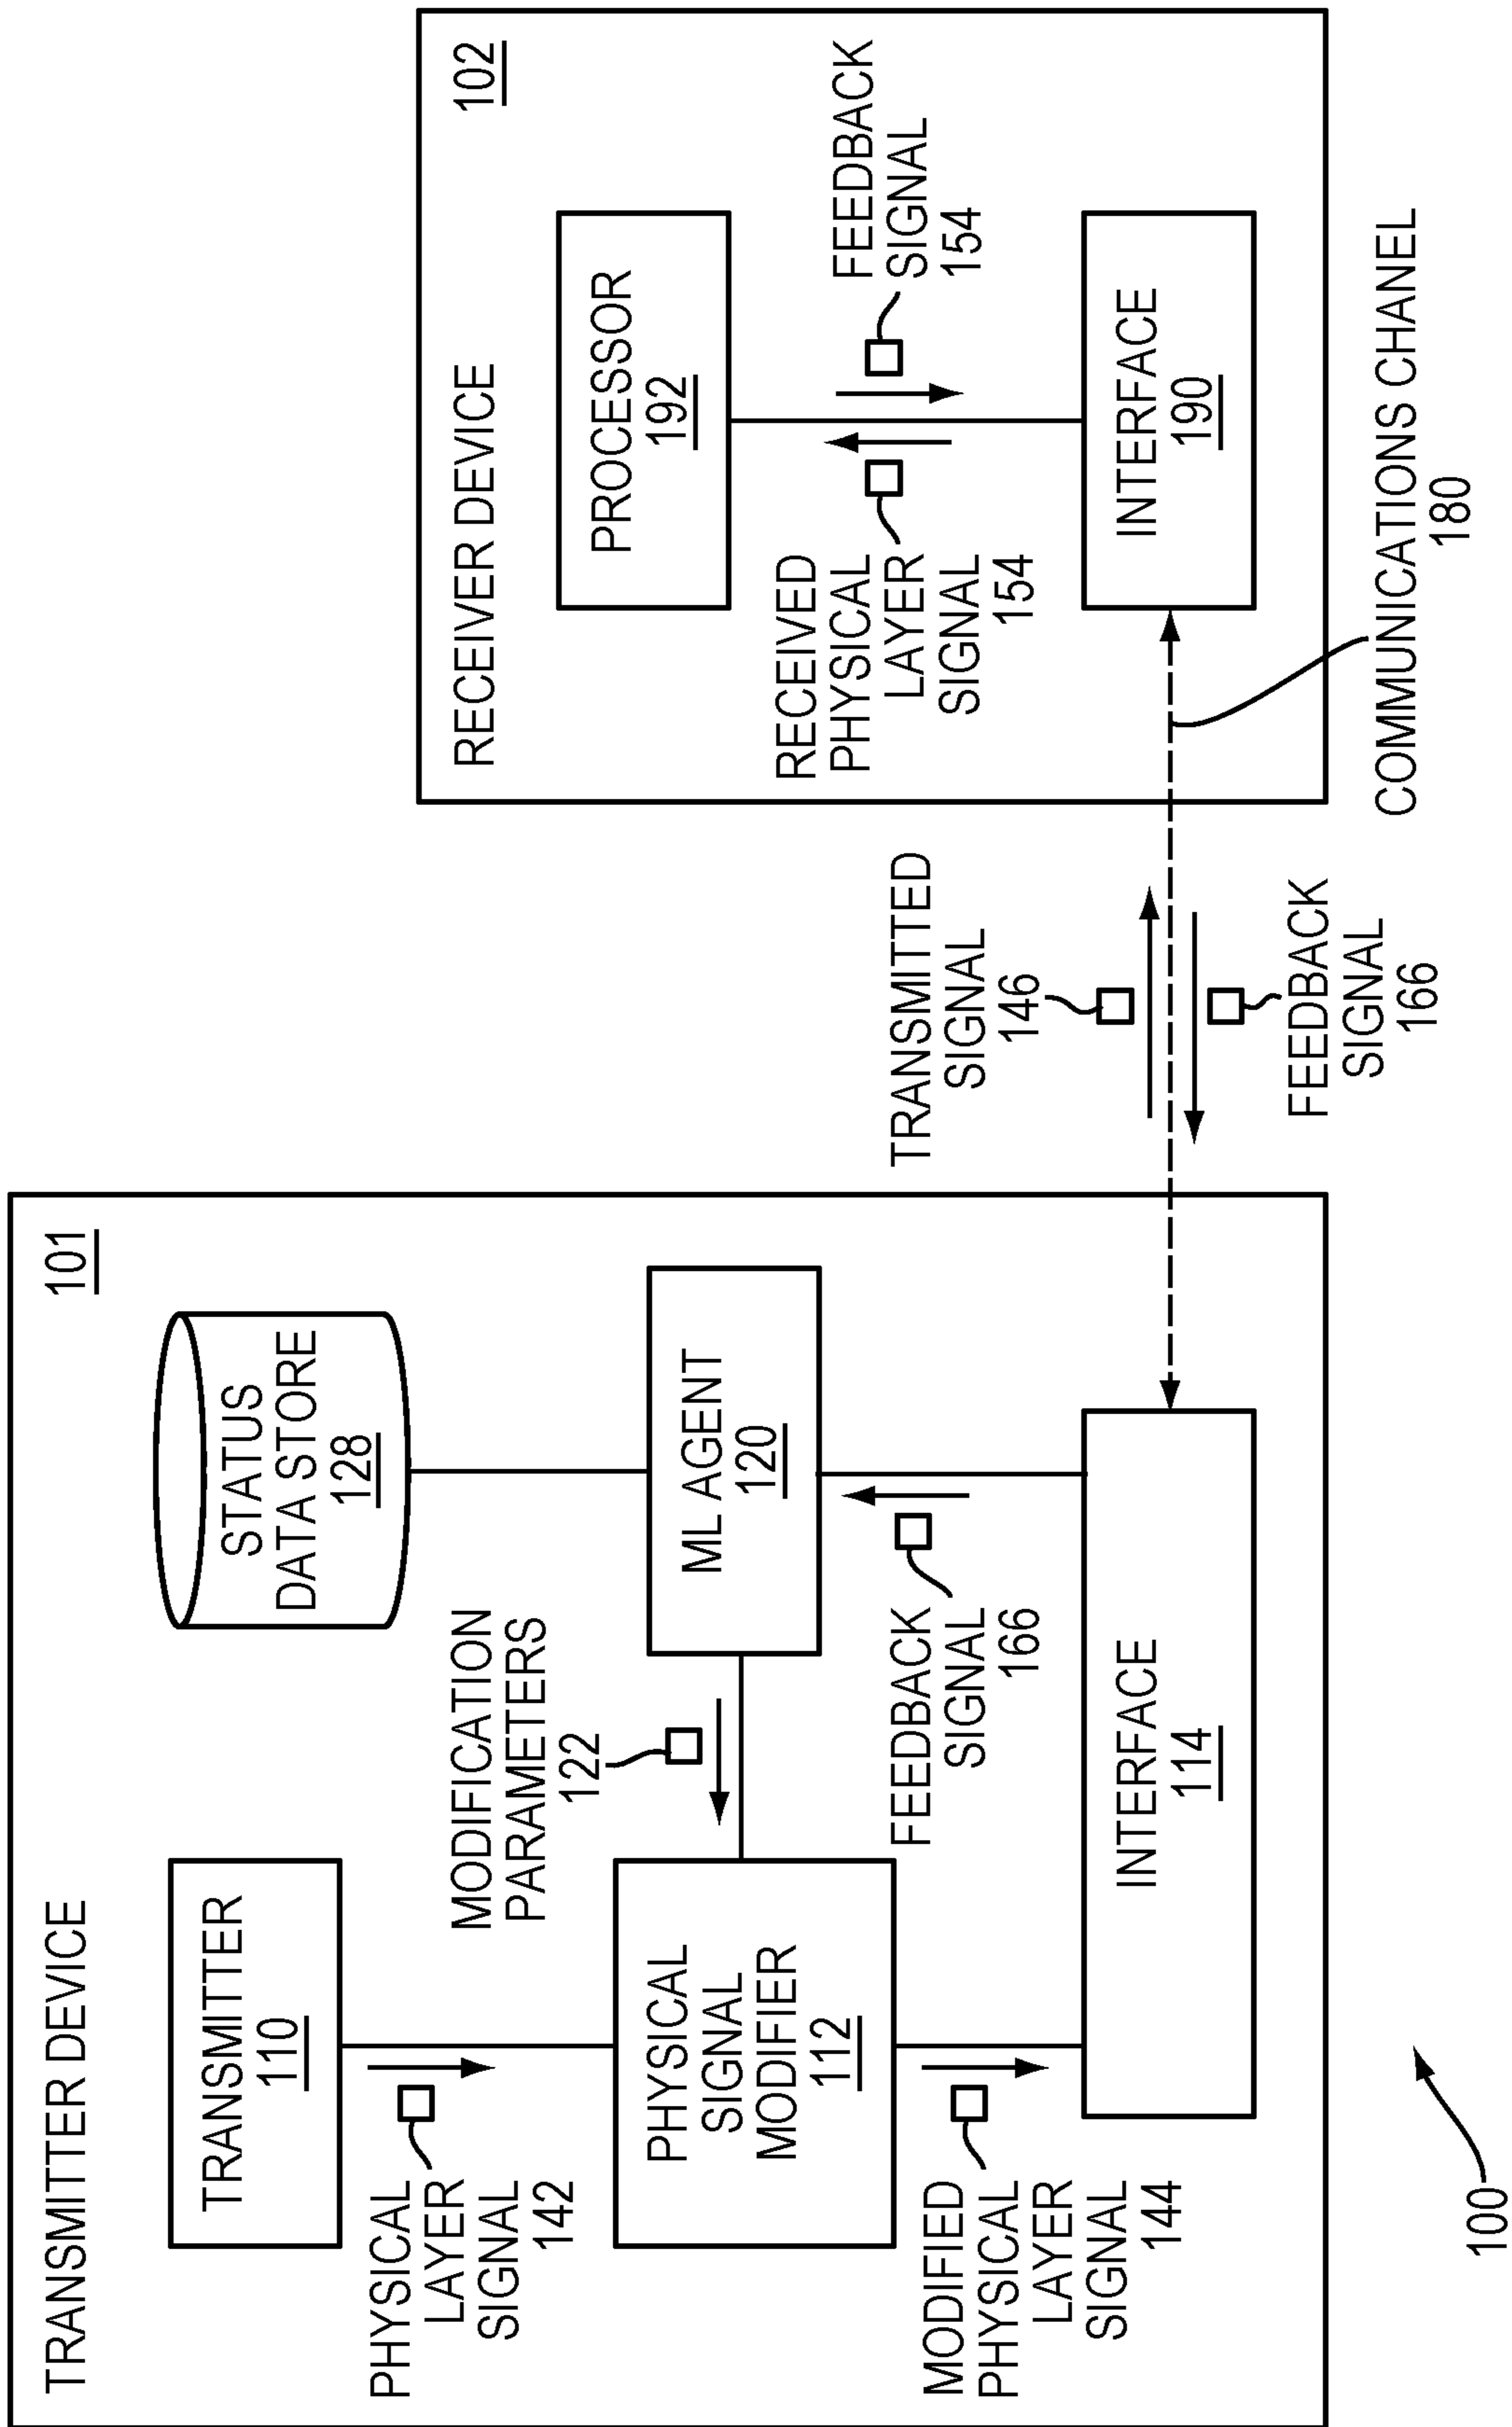 TRANSMITTER DEVICE
101
TRANSMITTER
110
STATUS
DATA STORE
128
PHYSICAL
LAYER
SIGNAL
142
MODIFICATION
PARAMETERS
122
PHYSICAL
SIGNAL
MODIFIER
112
ML AGENT
120
MODIFIED
PHYSICAL
LAYER
SIGNAL
144
FEEDBACK
SIGNAL
166
INTERFACE
114
TRANSMITTED
SIGNAL
146
FEEDBACK
SIGNAL
166
RECEIVER DEVICE
102
PROCESSOR
192
RECEIVED
PHYSICAL
LAYER
SIGNAL
154
FEEDBACK
SIGNAL
154
INTERFACE
190
COMMUNICATIONS CHANNEL
180
100